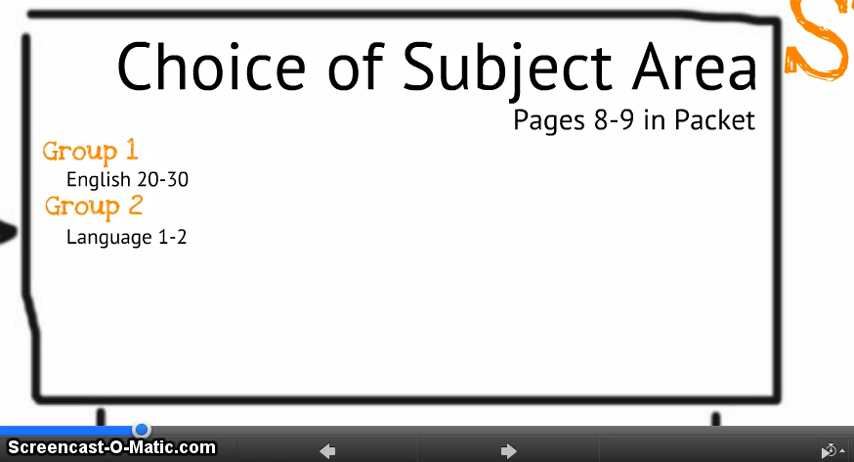 Choice of Subject Area
Pages 8-9 in Packet
Group 1
English 20-30
Group 2
Language 1-2
S
Screencast-O-Matic.com